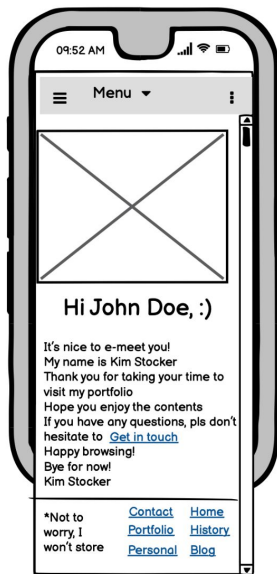 09:52 AM
Menu
Hi John Doe, :)
It's nice to e-meet you!
My name is Kim Stocker
Thank you for taking your time to
visit my portfolio
Hope you enjoy the contents
If you have any questions, pls don't
hesitate to Get in touch
Happy browsing!
Bye for now!
Kim Stocker
*Not to
worry, I
won't store
Contact Home
Portfolio History
Personal Blog